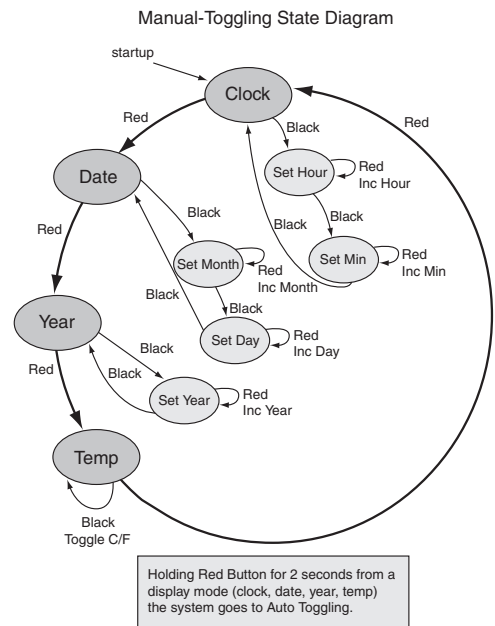 Manual-Toggling State Diagram
startup
Clock
Red
Black
Red
Set Hour
Red
Inc Hour
Date
Black
Black
Red
Black
Set Min
Red
Inc Min
Set Month
Red
Inc Month
Black
Black
Year
Set Day
Red
Inc Day
Black
Red
Black
Set Year
Red
Inc Year
Temp
Black
Toggle C/F
Holding Red Button for 2 seconds from a
display mode (clock, date, year, temp)
the system goes to Auto Toggling.